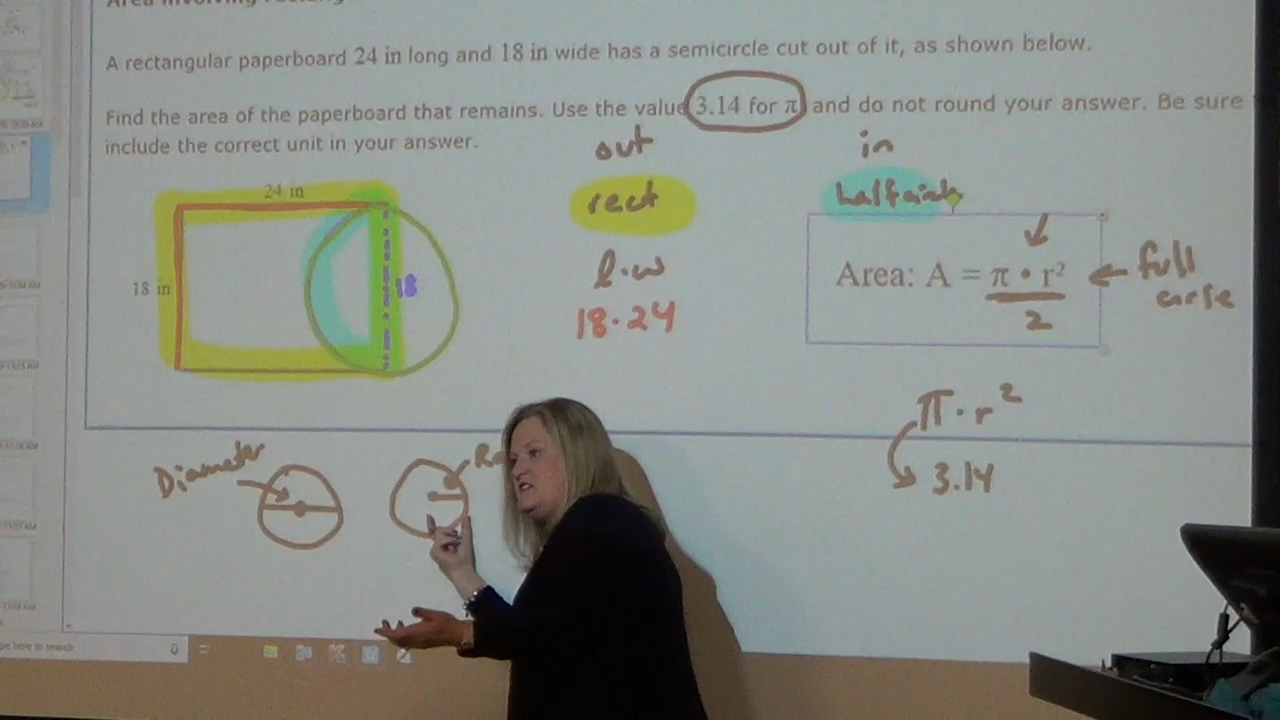 A rectangular paperboard 24 in long and 18 in wide has a semicircle cut out of it, as shown below.
Find the area of the paperboard that remains. Use the value 3.14 for π and do not round your answer. Be sure
include the correct unit in your answer.
out
in
24 in
rect
18 in
18
l·w
18·24
Area: A = π • r²
2
full
π·r²
3.14
Diameter